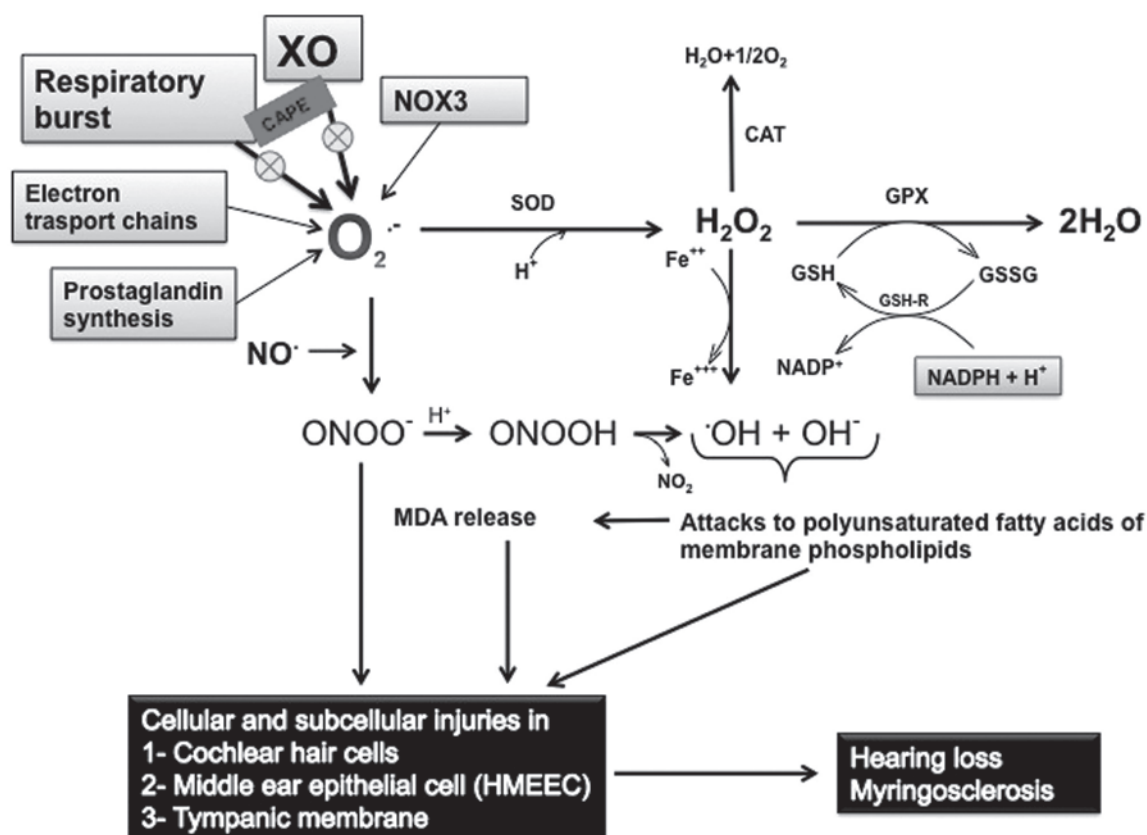 XO
H₂O+1/2O₂
Respiratory
burst
CAPE
NOX3
CAT
Electron
trasport chains
O₂·⁻
SOD
H⁺
H₂O₂
GPX
2H₂O
Fe⁺⁺
GSH
GSSG
GSH-R
Prostaglandin
synthesis
NO·
Fe⁺⁺⁺
NADP⁺
NADPH + H⁺
ONOO⁻
H⁺
ONOOH
·OH + OH⁻
NO₂
MDA release
Attacks to polyunsaturated fatty acids of
membrane phospholipids
Cellular and subcellular injuries in
1- Cochlear hair cells
2- Middle ear epithelial cell (HMEEC)
3- Tympanic membrane
Hearing loss
Myringosclerosis